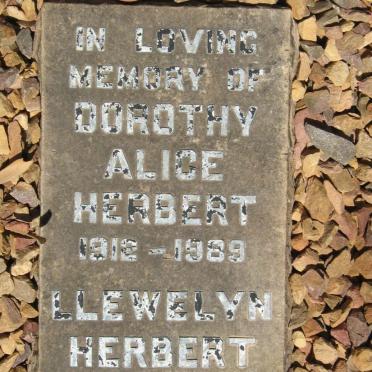 IN LOVING
MEMORY OF
DOROTHY
ALICE
HERBERT
1912 - 1989
LLEWELYN
HERBERT